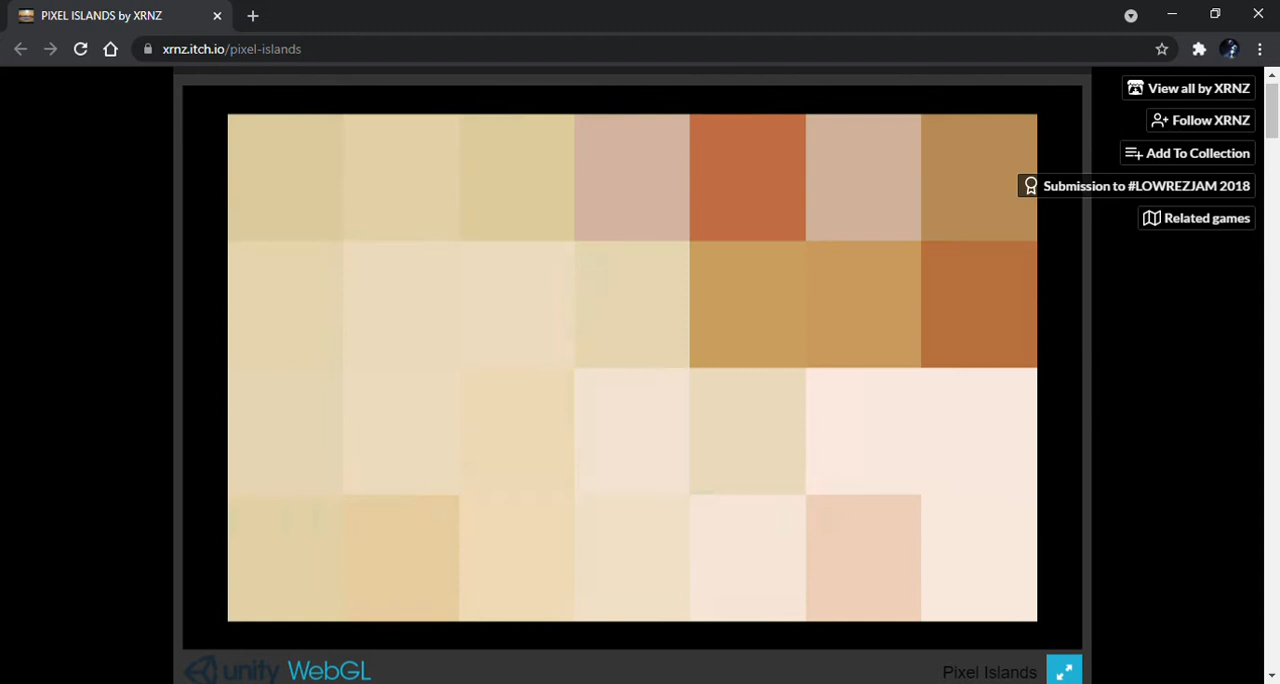 PIXEL ISLANDS by XRNZ
xrnz.itch.io/pixel-islands
View all by XRNZ
Follow XRNZ
Add To Collection
Submission to #LOWREZJAM 2018
Related games
unity WebGL
Pixel Islands